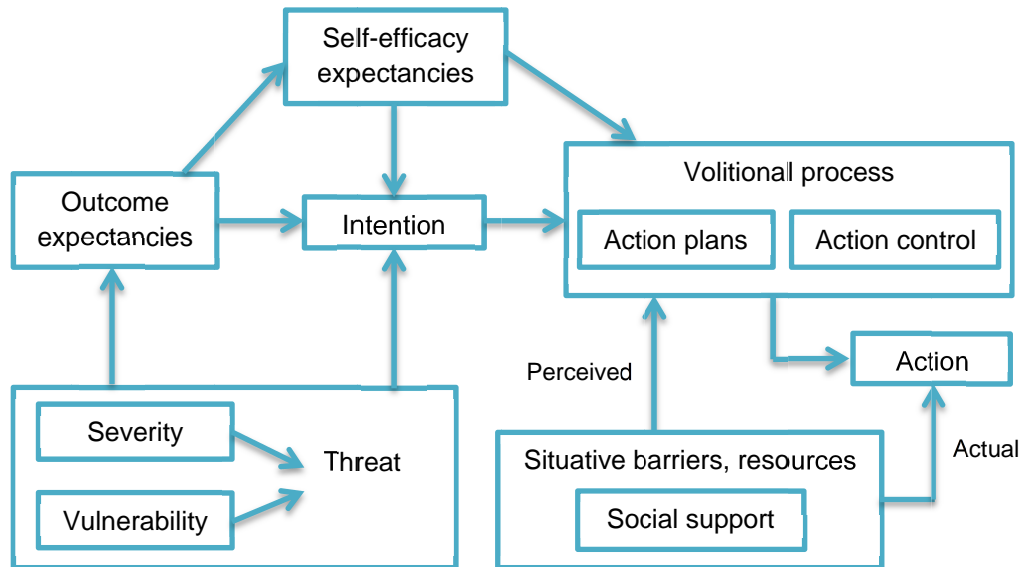 Self-efficacy
expectancies
Volitional process
Outcome
expectancies
Intention
Action plans
Action control
Perceived
Action
Severity
Threat
Vulnerability
Situative barriers, resources
Actual
Social support